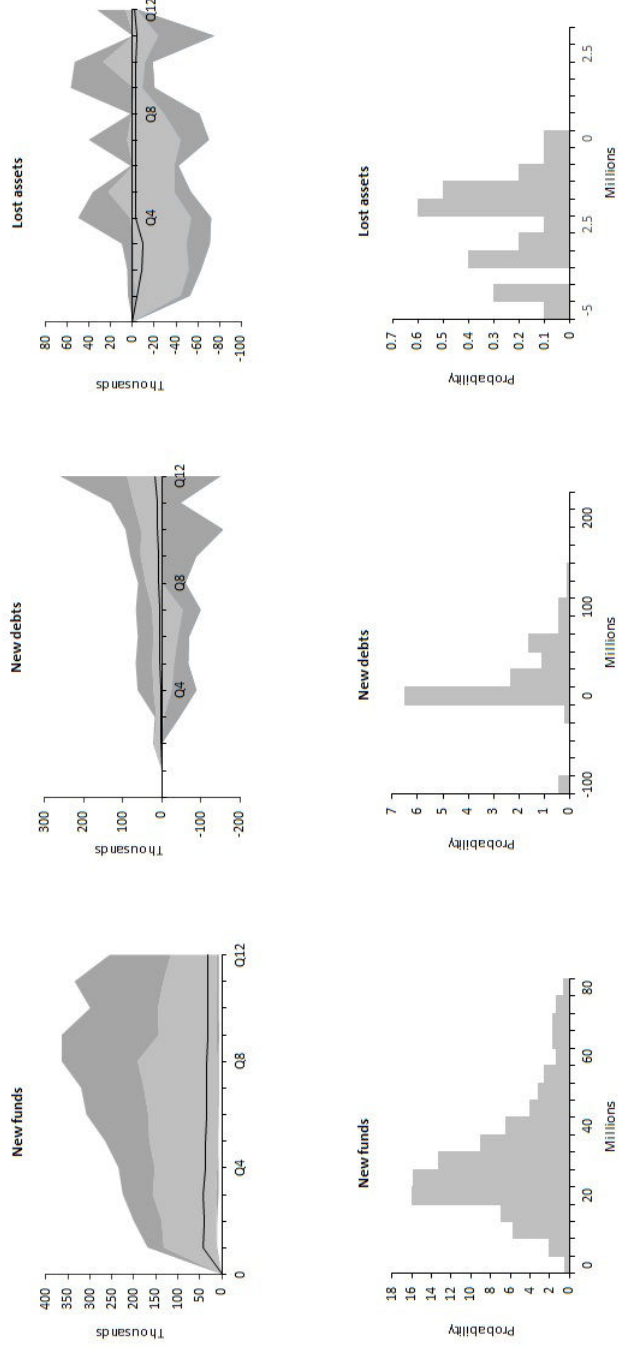 New funds
400
350
300
250
200
150
100
50
0
Thousands
0 Q4 Q8 Q12
New debts
300
200
100
0
-100
-200
Thousands
Q4 Q8 Q12
Lost assets
80
60
40
20
0
-20
-40
-60
-80
-100
Thousands
Q4 Q8 Q12
New funds
18
16
14
12
10
8
6
4
2
0
Probability
0 20 40 60 80
Millions
New debts
7
6
5
4
3
2
1
0
Probability
-100 0 100 200
Millions
Lost assets
0.7
0.6
0.5
0.4
0.3
0.2
0.1
0
Probability
-5 2.5 0 2.5
Millions